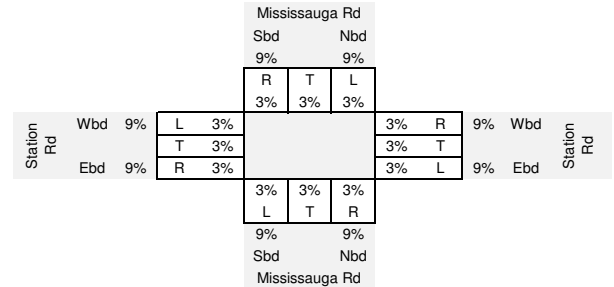 Mississauga Rd
Sbd Nbd
9% 9%
R T L
3% 3% 3%
Station Rd Wbd 9% L 3% 3% R 9% Wbd Station Rd
T 3% 3% T
Ebd 9% R 3% 3% L 9% Ebd
3% 3% 3%
L T R
9% 9%
Sbd Nbd
Mississauga Rd